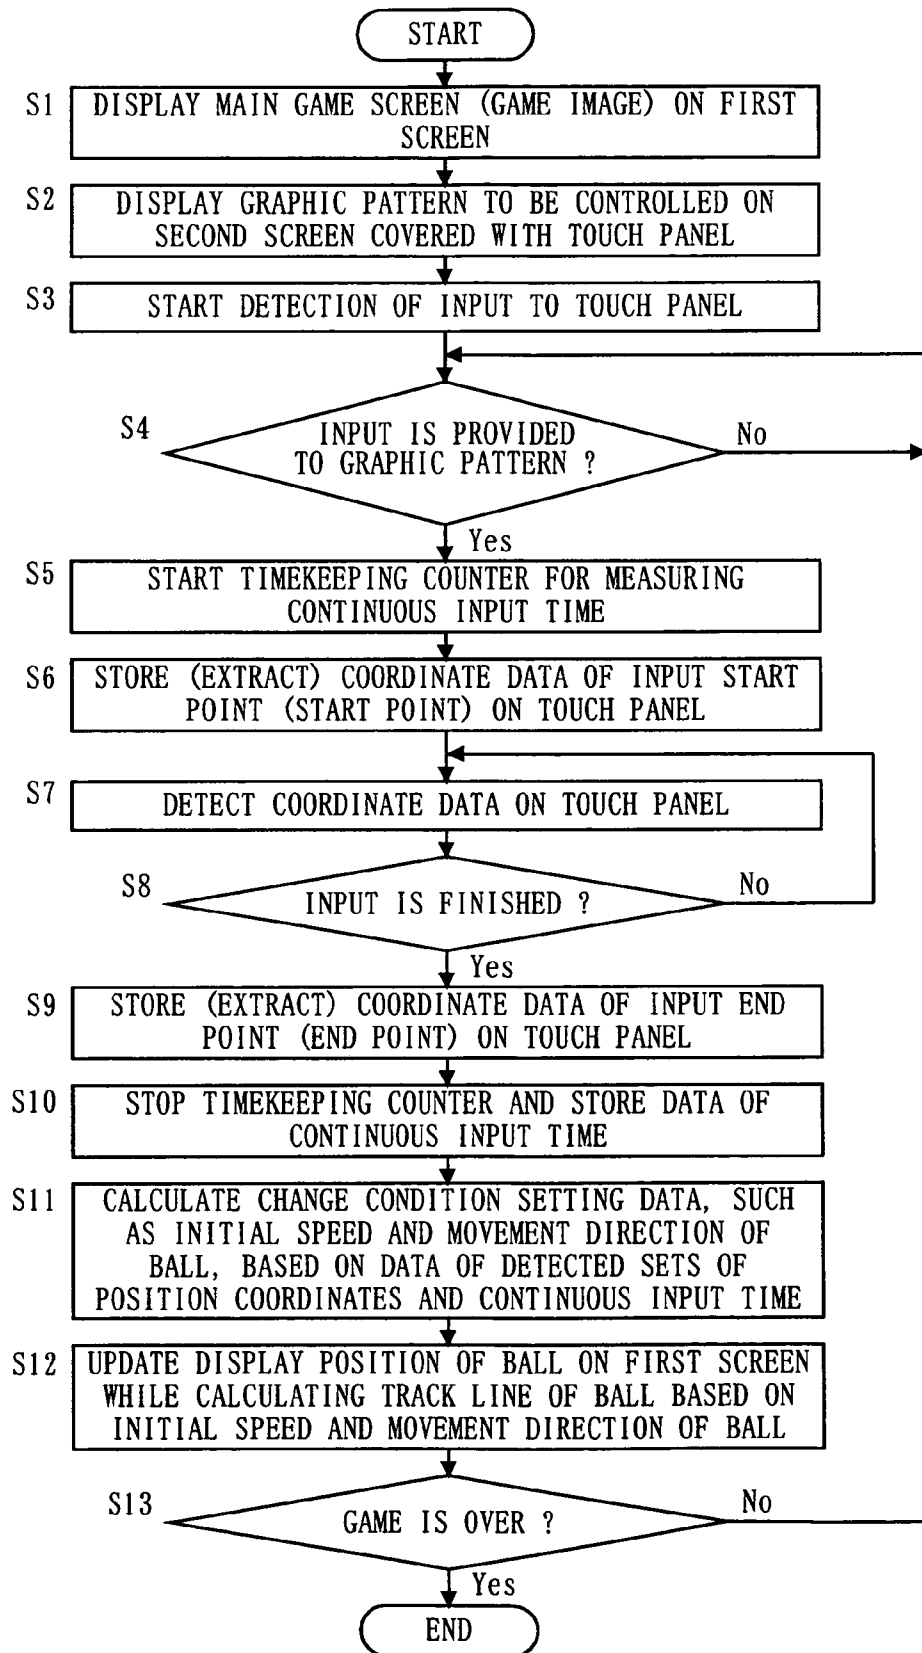 START
S1
DISPLAY MAIN GAME SCREEN (GAME IMAGE) ON FIRST
SCREEN
S2
DISPLAY GRAPHIC PATTERN TO BE CONTROLLED ON
SECOND SCREEN COVERED WITH TOUCH PANEL
S3
START DETECTION OF INPUT TO TOUCH PANEL
S4
INPUT IS PROVIDED
TO GRAPHIC PATTERN ?
No
Yes
S5
START TIMEKEEPING COUNTER FOR MEASURING
CONTINUOUS INPUT TIME
S6
STORE (EXTRACT) COORDINATE DATA OF INPUT START
POINT (START POINT) ON TOUCH PANEL
S7
DETECT COORDINATE DATA ON TOUCH PANEL
S8
INPUT IS FINISHED ?
No
Yes
S9
STORE (EXTRACT) COORDINATE DATA OF INPUT END
POINT (END POINT) ON TOUCH PANEL
S10
STOP TIMEKEEPING COUNTER AND STORE DATA OF
CONTINUOUS INPUT TIME
S11
CALCULATE CHANGE CONDITION SETTING DATA, SUCH
AS INITIAL SPEED AND MOVEMENT DIRECTION OF
BALL, BASED ON DATA OF DETECTED SETS OF
POSITION COORDINATES AND CONTINUOUS INPUT TIME
S12
UPDATE DISPLAY POSITION OF BALL ON FIRST SCREEN
WHILE CALCULATING TRACK LINE OF BALL BASED ON
INITIAL SPEED AND MOVEMENT DIRECTION OF BALL
S13
GAME IS OVER ?
No
Yes
END